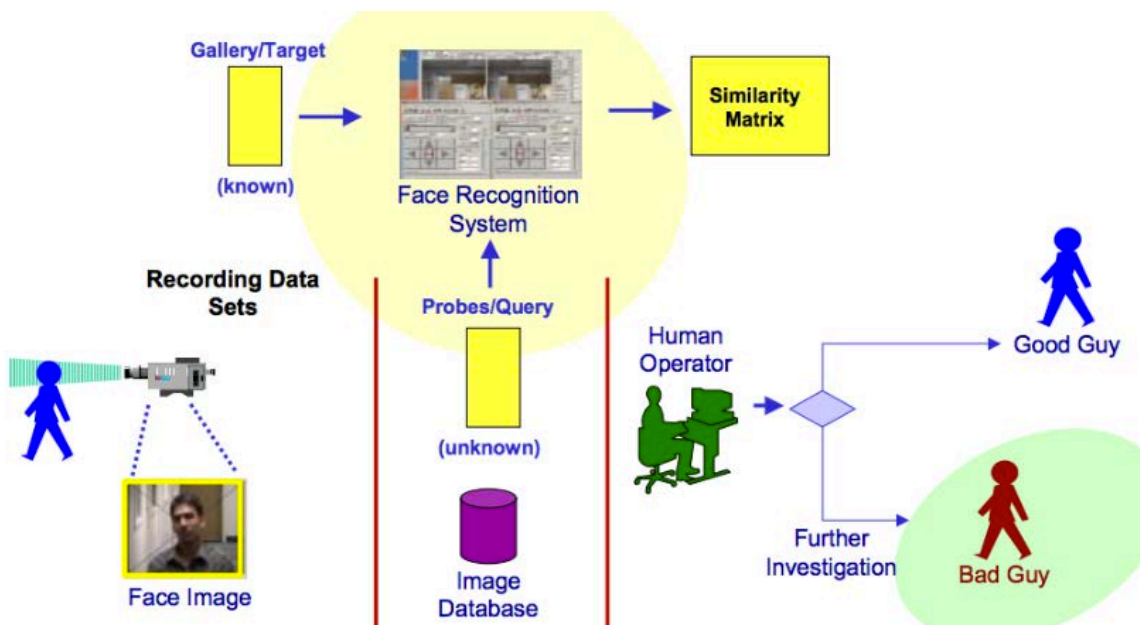 Gallery/Target
(known)
Face Recognition
System
Similarity
Matrix
Recording Data
Sets
Probes/Query
(unknown)
Human
Operator
Good Guy
Face Image
Image
Database
Further
Investigation
Bad Guy